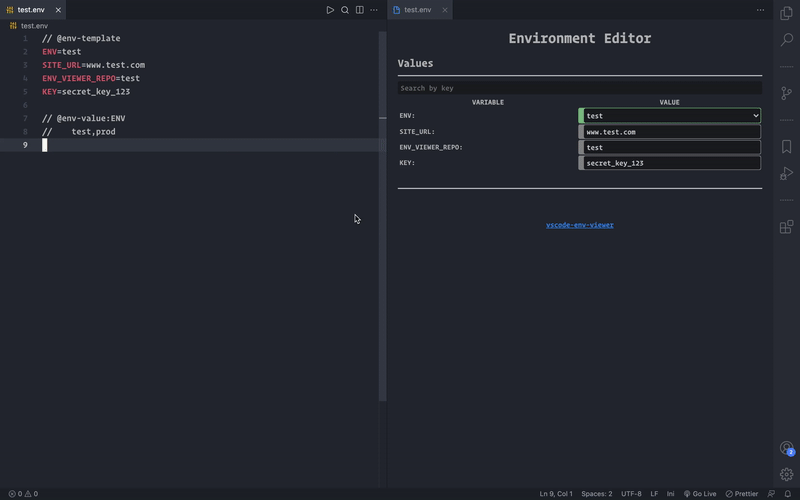 test.env
test.env
test.env
1 // @env-template
2 ENV=test
3 SITE_URL=www.test.com
4 ENV_VIEWER_REPO=test
5 KEY=secret_key_123
6
7 // @env-value:ENV
8 // test,prod
9
Environment Editor
Values
Search by key
VARIABLE VALUE
ENV: test
SITE_URL: www.test.com
ENV_VIEWER_REPO: test
KEY: secret_key_123
vscode-env-viewer
2
0 0 Ln 9, Col 1 Spaces: 2 UTF-8 LF Ini Go Live Prettier